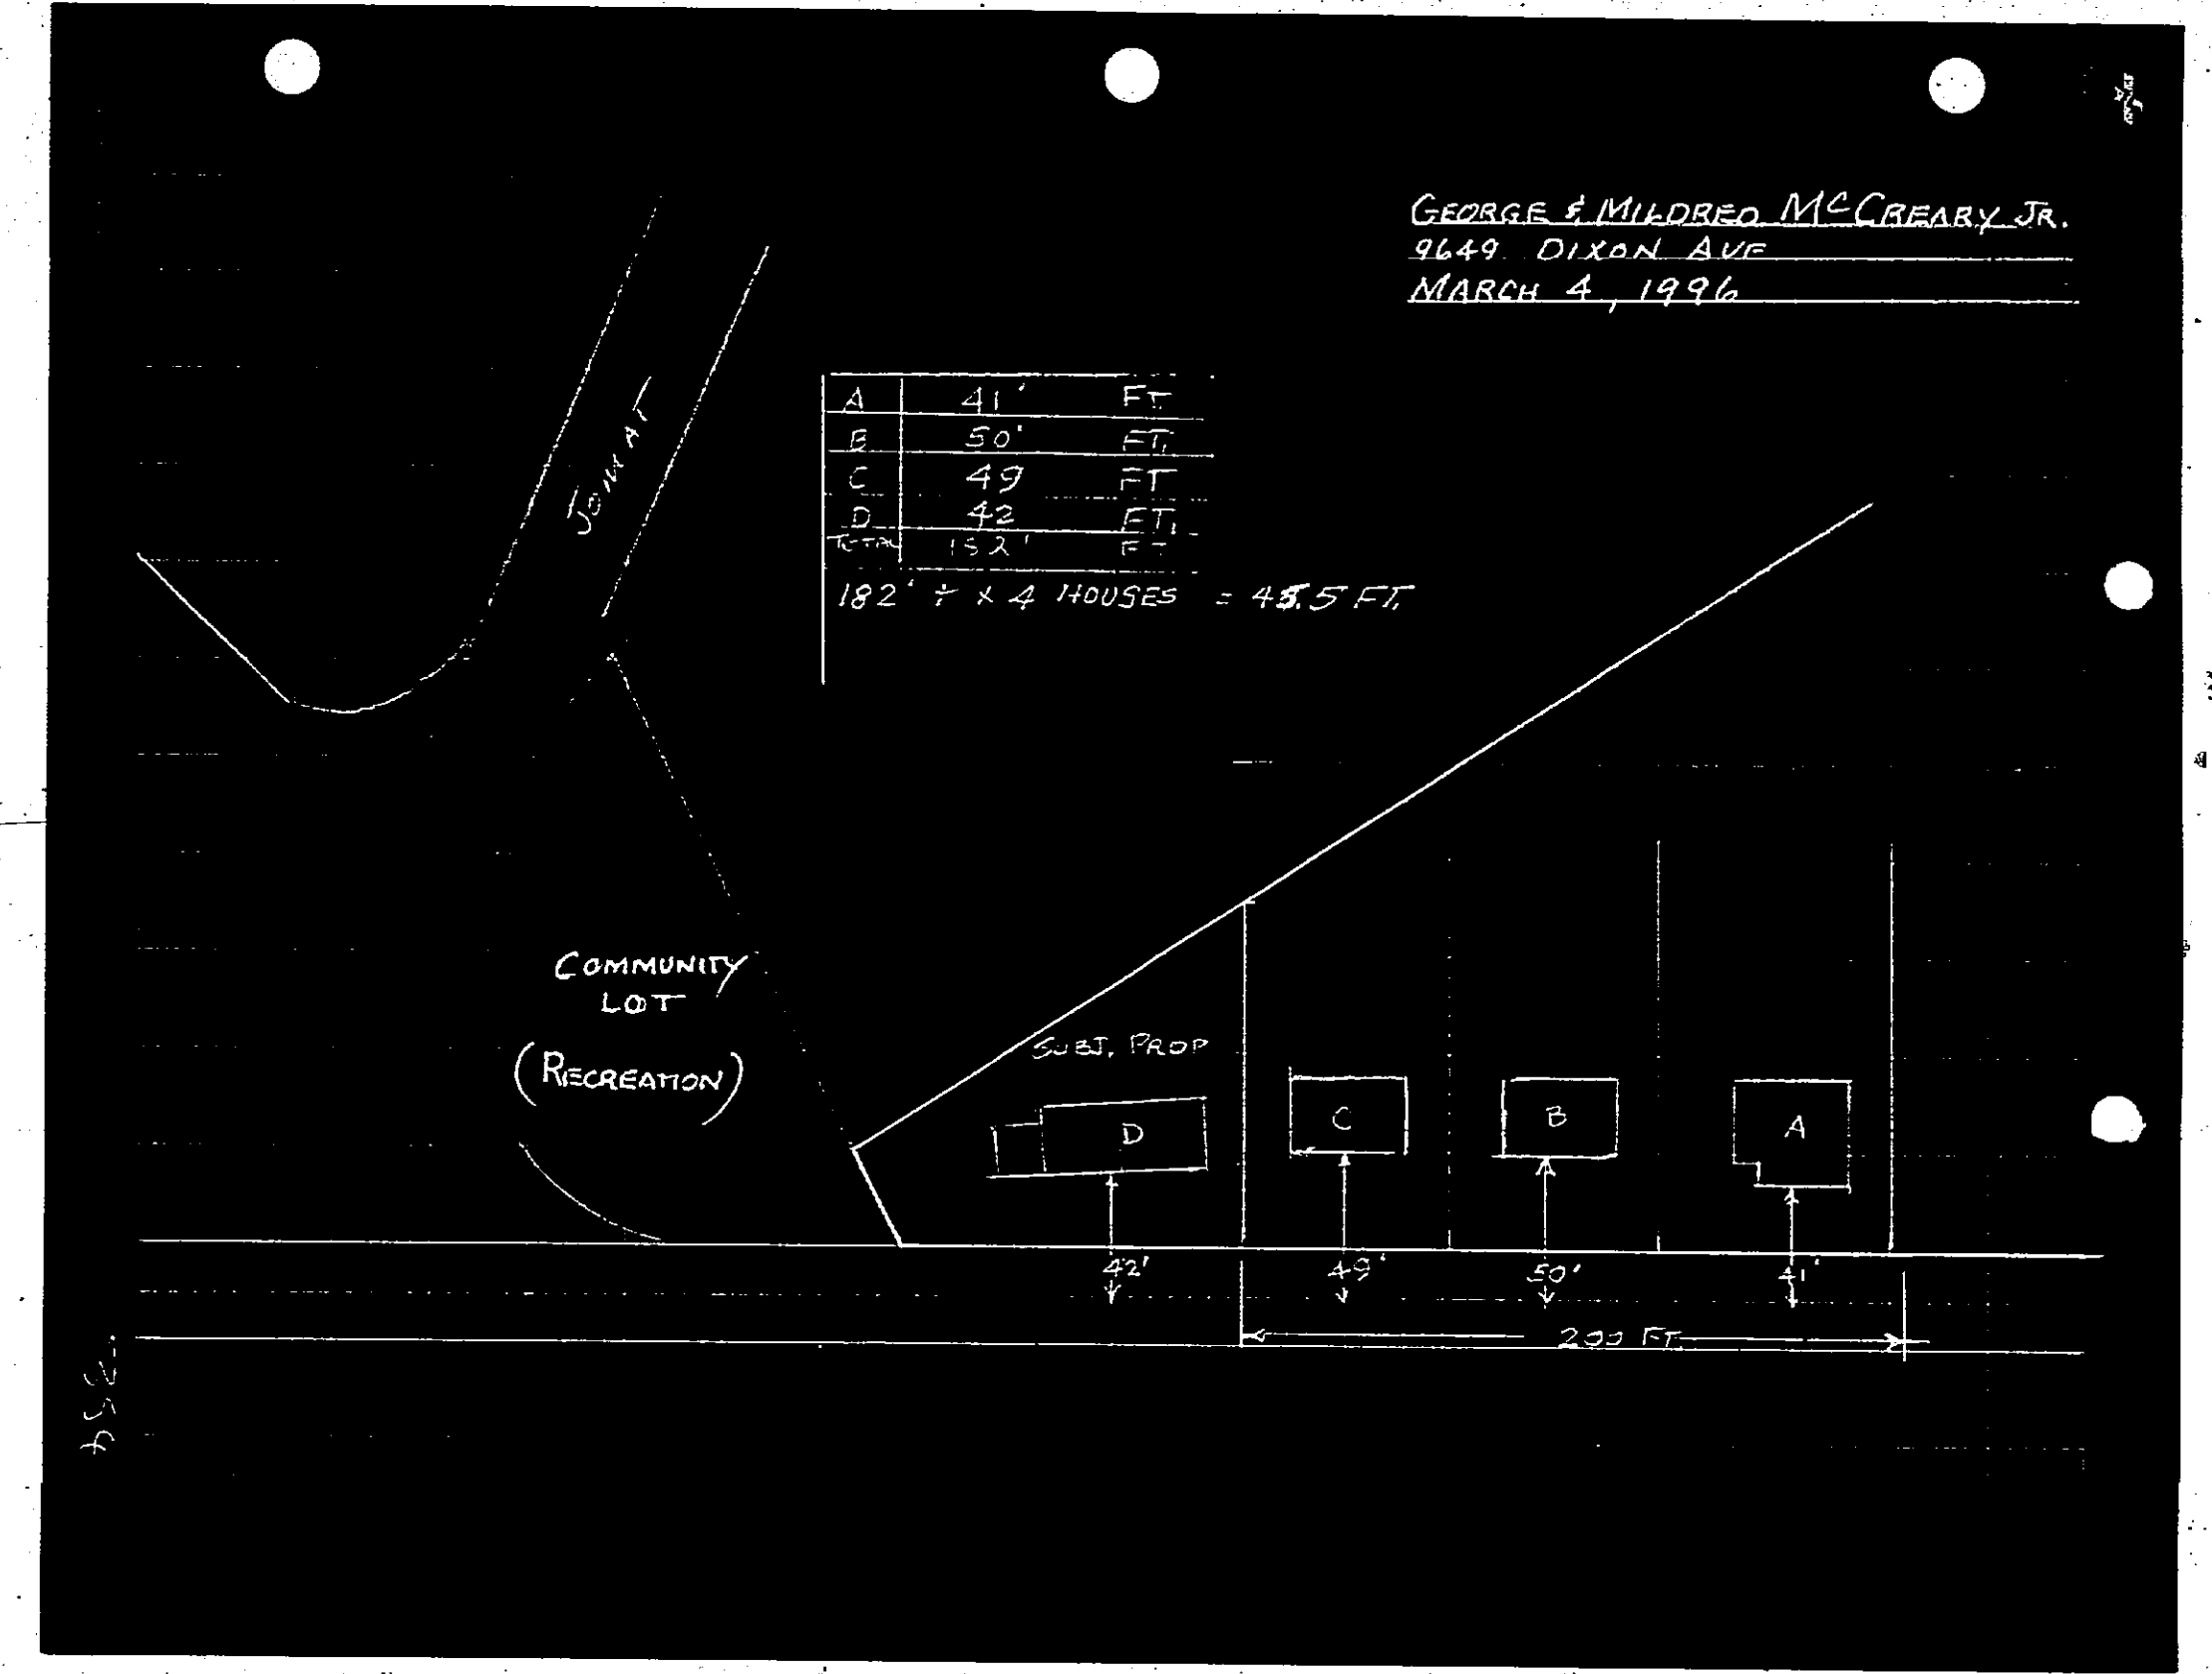 GEORGE & MILDRED McCREARY JR.
9649 DIXON AVE
MARCH 4, 1996
A 41' FT
B 50' FT.
C 49 FT
D 42 FT.
TOTAL 182' FT
182' ÷ x 4 HOUSES = 45.5 FT.
COMMUNITY
LOT
(RECREATION)
SUBJ. PROP
D
C
B
A
42'
49'
50'
41'
200 FT.